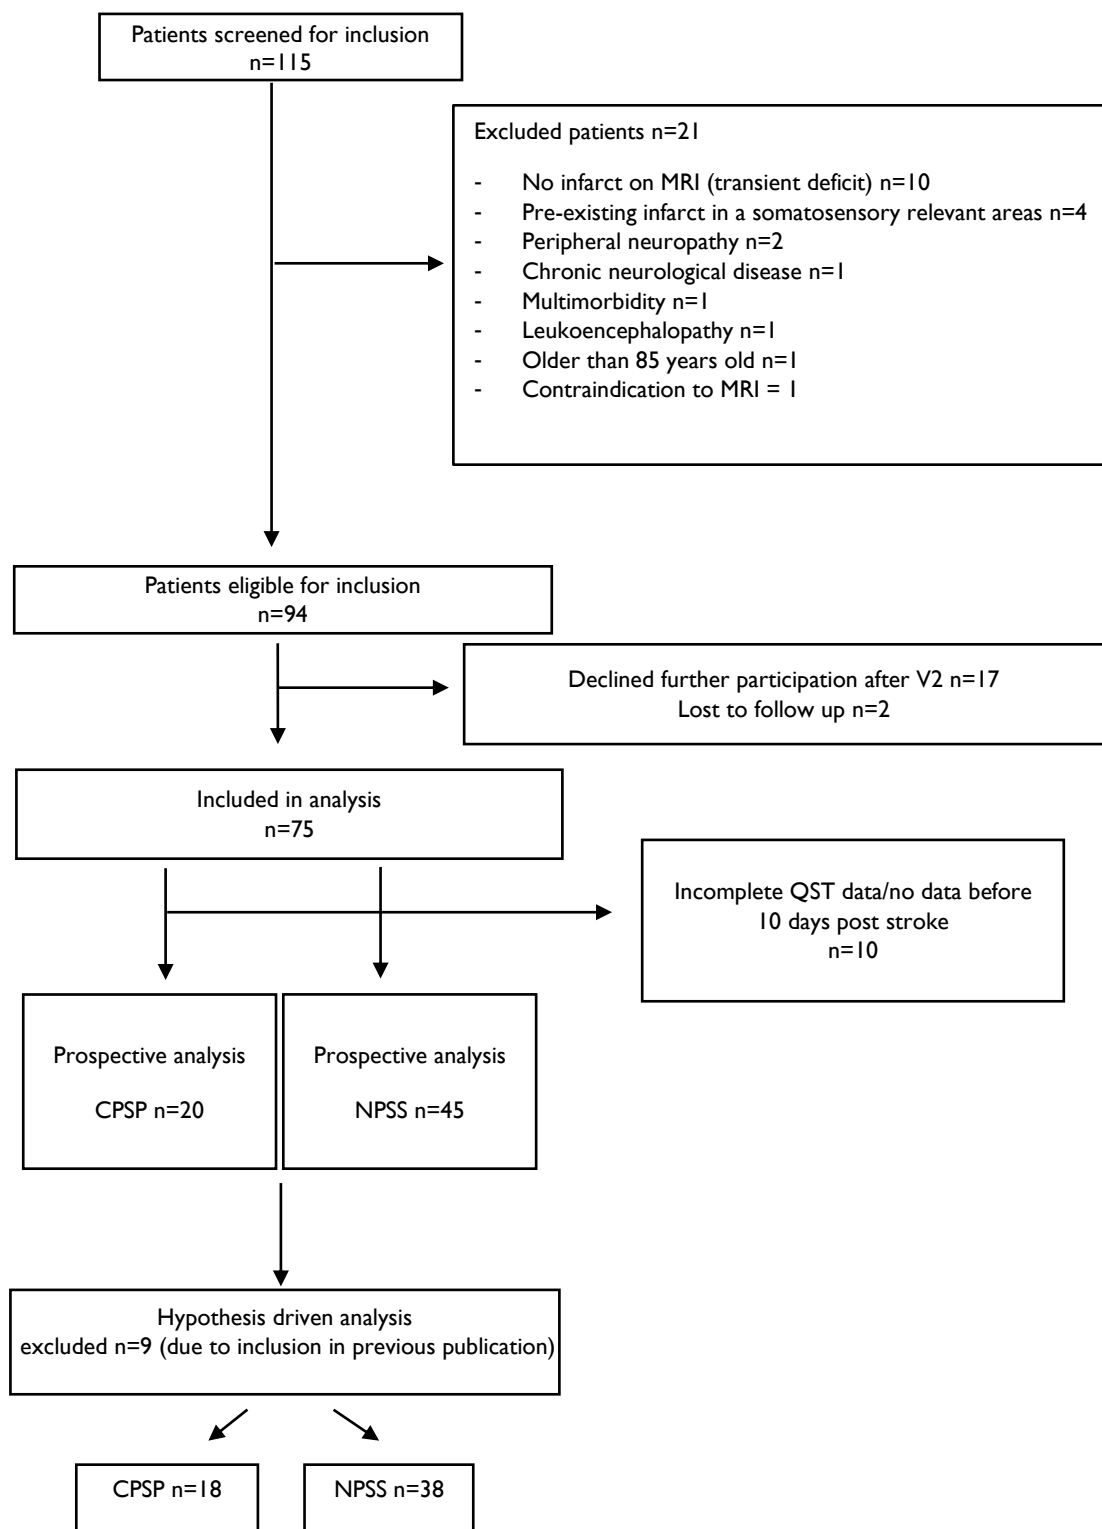 Patients screened for inclusion
n=115
Excluded patients n=21
- No infarct on MRI (transient deficit) n=10
- Pre-existing infarct in a somatosensory relevant areas n=4
- Peripheral neuropathy n=2
- Chronic neurological disease n=1
- Multimorbidity n=1
- Leukoencephalopathy n=1
- Older than 85 years old n=1
- Contraindication to MRI = 1
Patients eligible for inclusion
n=94
Declined further participation after V2 n=17
Lost to follow up n=2
Included in analysis
n=75
Incomplete QST data/no data before
10 days post stroke
n=10
Prospective analysis
CPSP n=20
Prospective analysis
NPSS n=45
Hypothesis driven analysis
excluded n=9 (due to inclusion in previous publication)
CPSP n=18
NPSS n=38